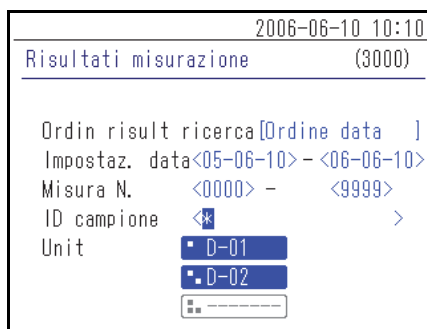 2006-06-10 10:10
Risultati misurazione (3000)
Ordin risult ricerca[Ordine data ]
Impostaz. data<05-06-10>-<06-06-10>
Misura N. <0000> - <9999>
ID campione <* >
Unit D-01
D-02
-------